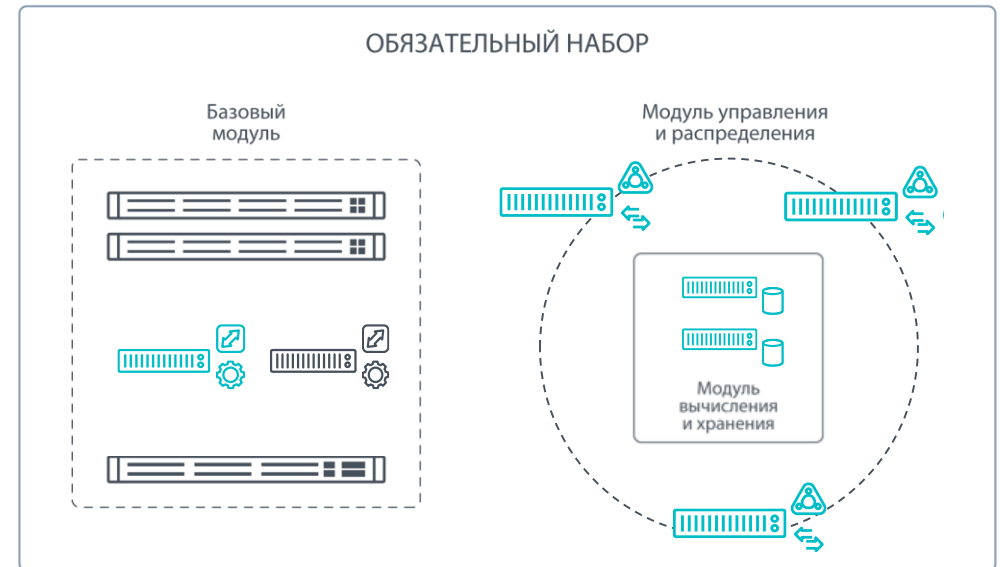 ОБЯЗАТЕЛЬНЫЙ НАБОР
Базовый
модуль
Модуль управления
и распределения
Модуль
вычисления
и хранения